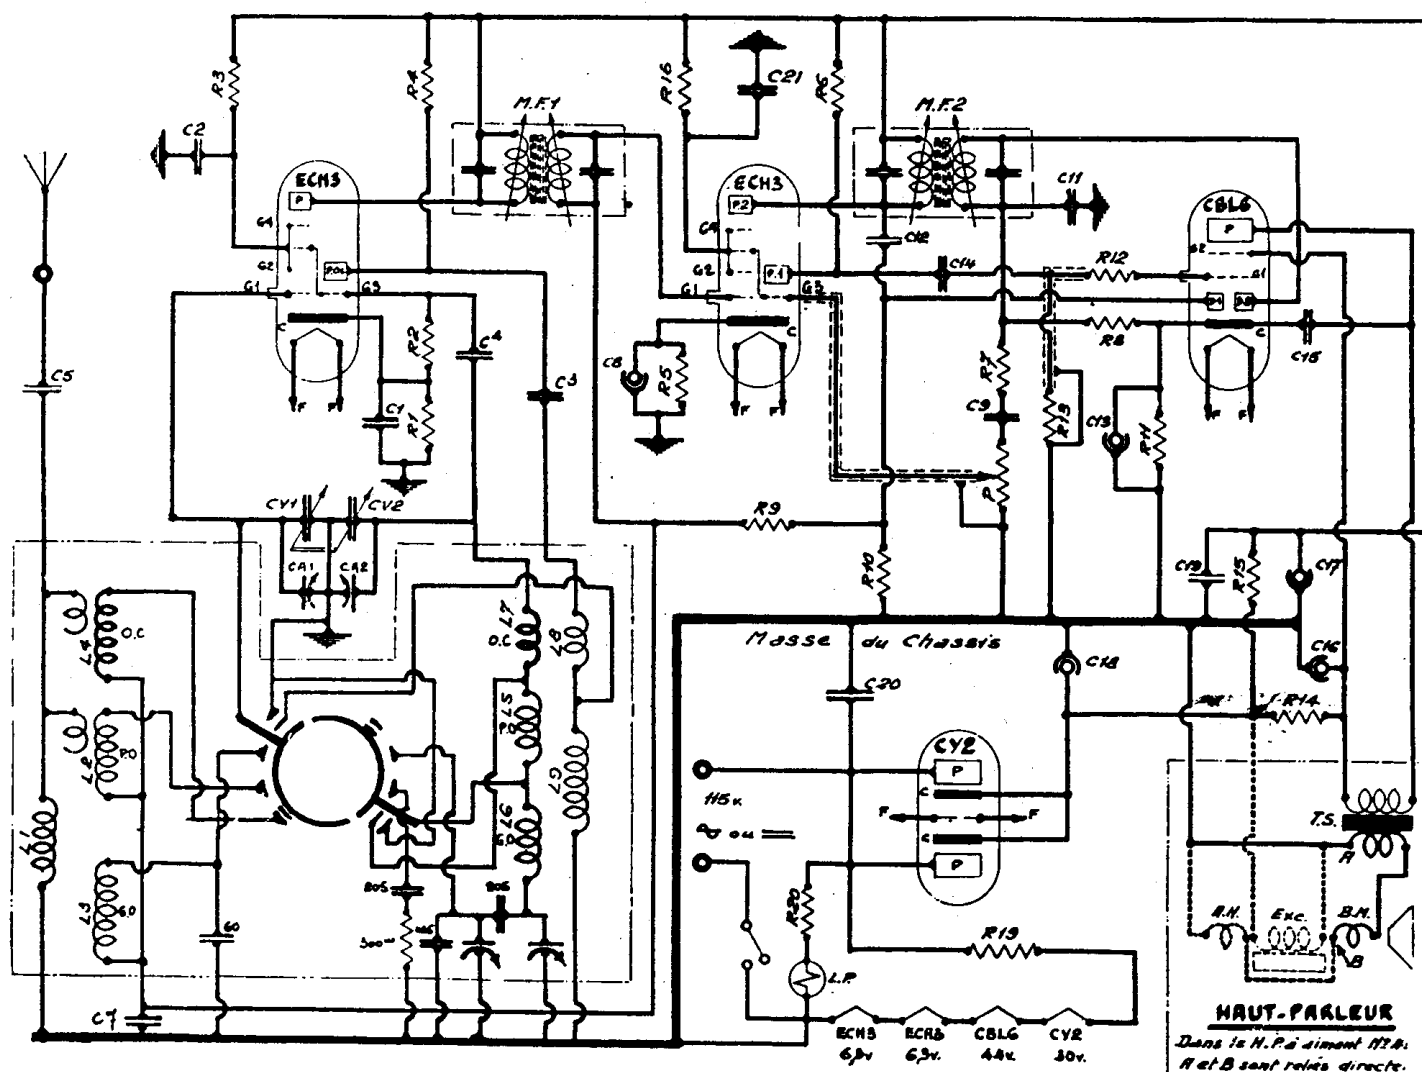 R3
R4
R16
C21
R6
C2
M.F.1
M.F.2
ECH3
P
G4
G2
P.Os
G1
G3
C
F
F
ECH3
P.2
G4
G2
P.1
G1
G3
C
F
F
C11
C12
C14
R12
CBL6
P
G2
G1
C
F
F
C5
R2
C4
C3
C1
R1
C8
R5
R7
R8
C15
C9
P
R13
C13
R11
CV1
CV2
CA1
CA2
R9
R10
C19
R15
C17
Masse du Chassis
C16
C18
C20
R14
L4
O.C
L2
P.O
L1
L3
G.O
60
C7
L7
O.C
L8
L5
P.O
L9
L6
G.O
CY2
P
C
F
F
C
P
115 v.
∿ ou =
R20
L.P.
R19
ECH3
6,3v
ECH3
6,3v.
CBL6
44v.
CY2
30v.
T.S.
A
A.H.
Exc.
B.M.
B
HAUT-PARLEUR
Dans le H.P. à aimant
A et B sont reliés directe.